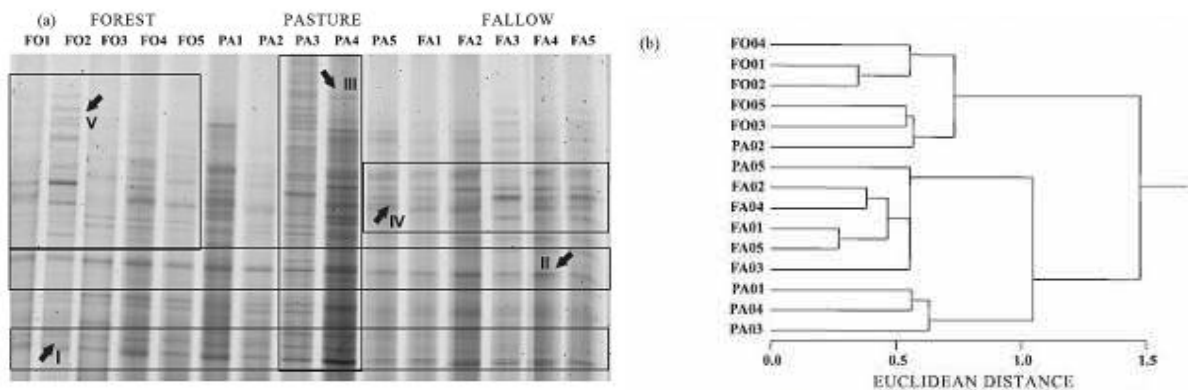 (a) FOREST PASTURE FALLOW
FO1 FO2 FO3 FO4 FO5 PA1 PA2 PA3 PA4 PA5 FA1 FA2 FA3 FA4 FA5
III
V
IV
II
I
(b)
FO04
FO01
FO02
FO05
FO03
PA02
PA05
FA02
FA04
FA01
FA05
FA03
PA01
PA04
PA03
0.0 0.5 1.0 1.5
EUCLIDEAN DISTANCE